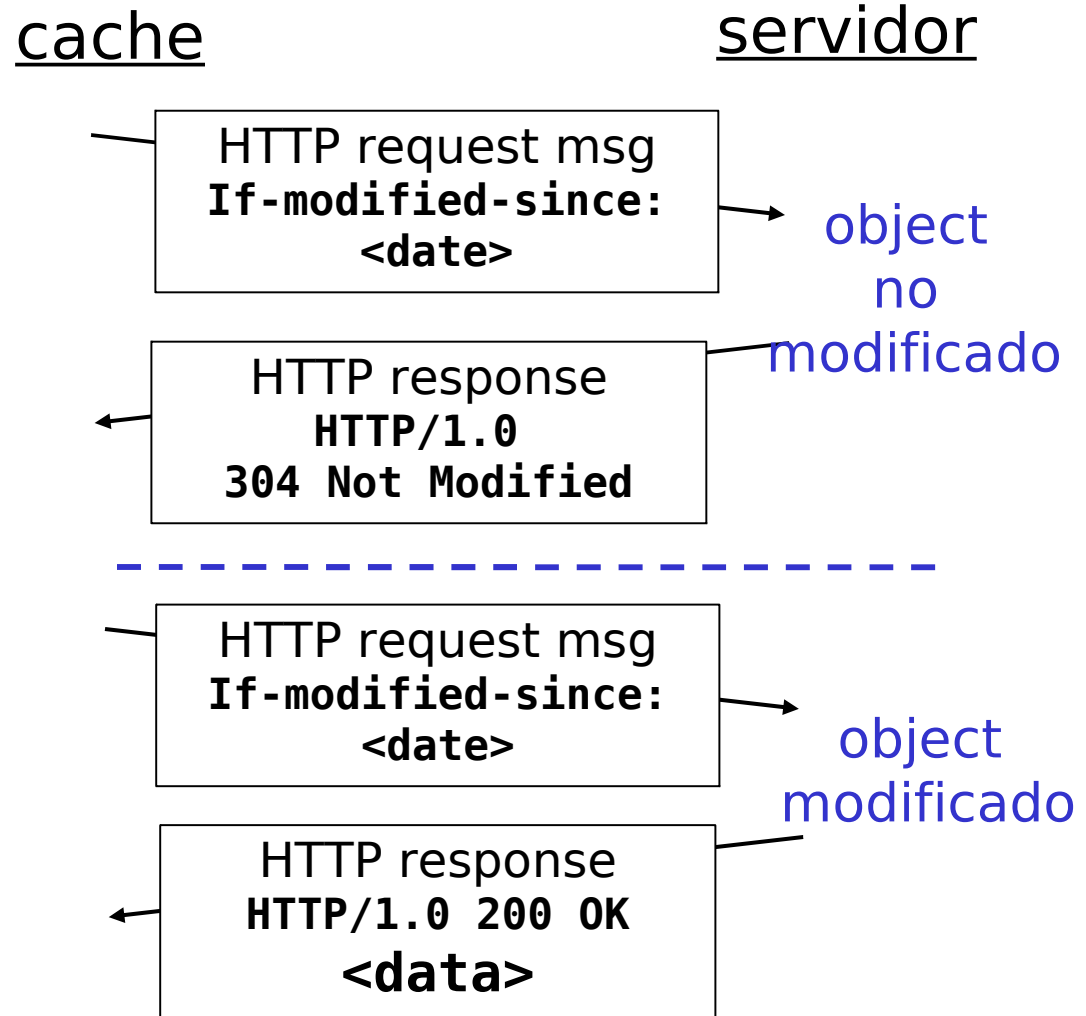 cache
servidor
HTTP request msg
If-modified-since:
<date>
object
no
modificado
HTTP response
HTTP/1.0
304 Not Modified
HTTP request msg
If-modified-since:
<date>
object
modificado
HTTP response
HTTP/1.0 200 OK
<data>